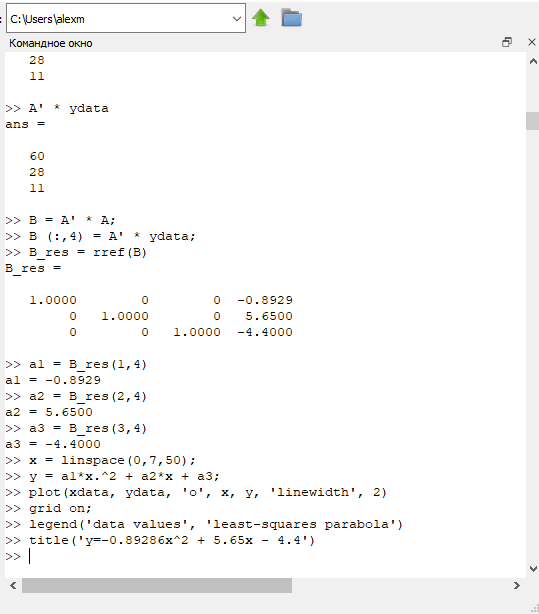 C:\Users\alexm
Командное окно
28
11
>> A' * ydata
ans =
60
28
11
>> B = A' * A;
>> B (:,4) = A' * ydata;
>> B_res = rref(B)
B_res =
1.0000 0 0 -0.8929
0 1.0000 0 5.6500
0 0 1.0000 -4.4000
>> a1 = B_res(1,4)
a1 = -0.8929
>> a2 = B_res(2,4)
a2 = 5.6500
>> a3 = B_res(3,4)
a3 = -4.4000
>> x = linspace(0,7,50);
>> y = a1*x.^2 + a2*x + a3;
>> plot(xdata, ydata, 'o', x, y, 'linewidth', 2)
>> grid on;
>> legend('data values', 'least-squares parabola')
>> title('y=-0.89286x^2 + 5.65x - 4.4')
>>